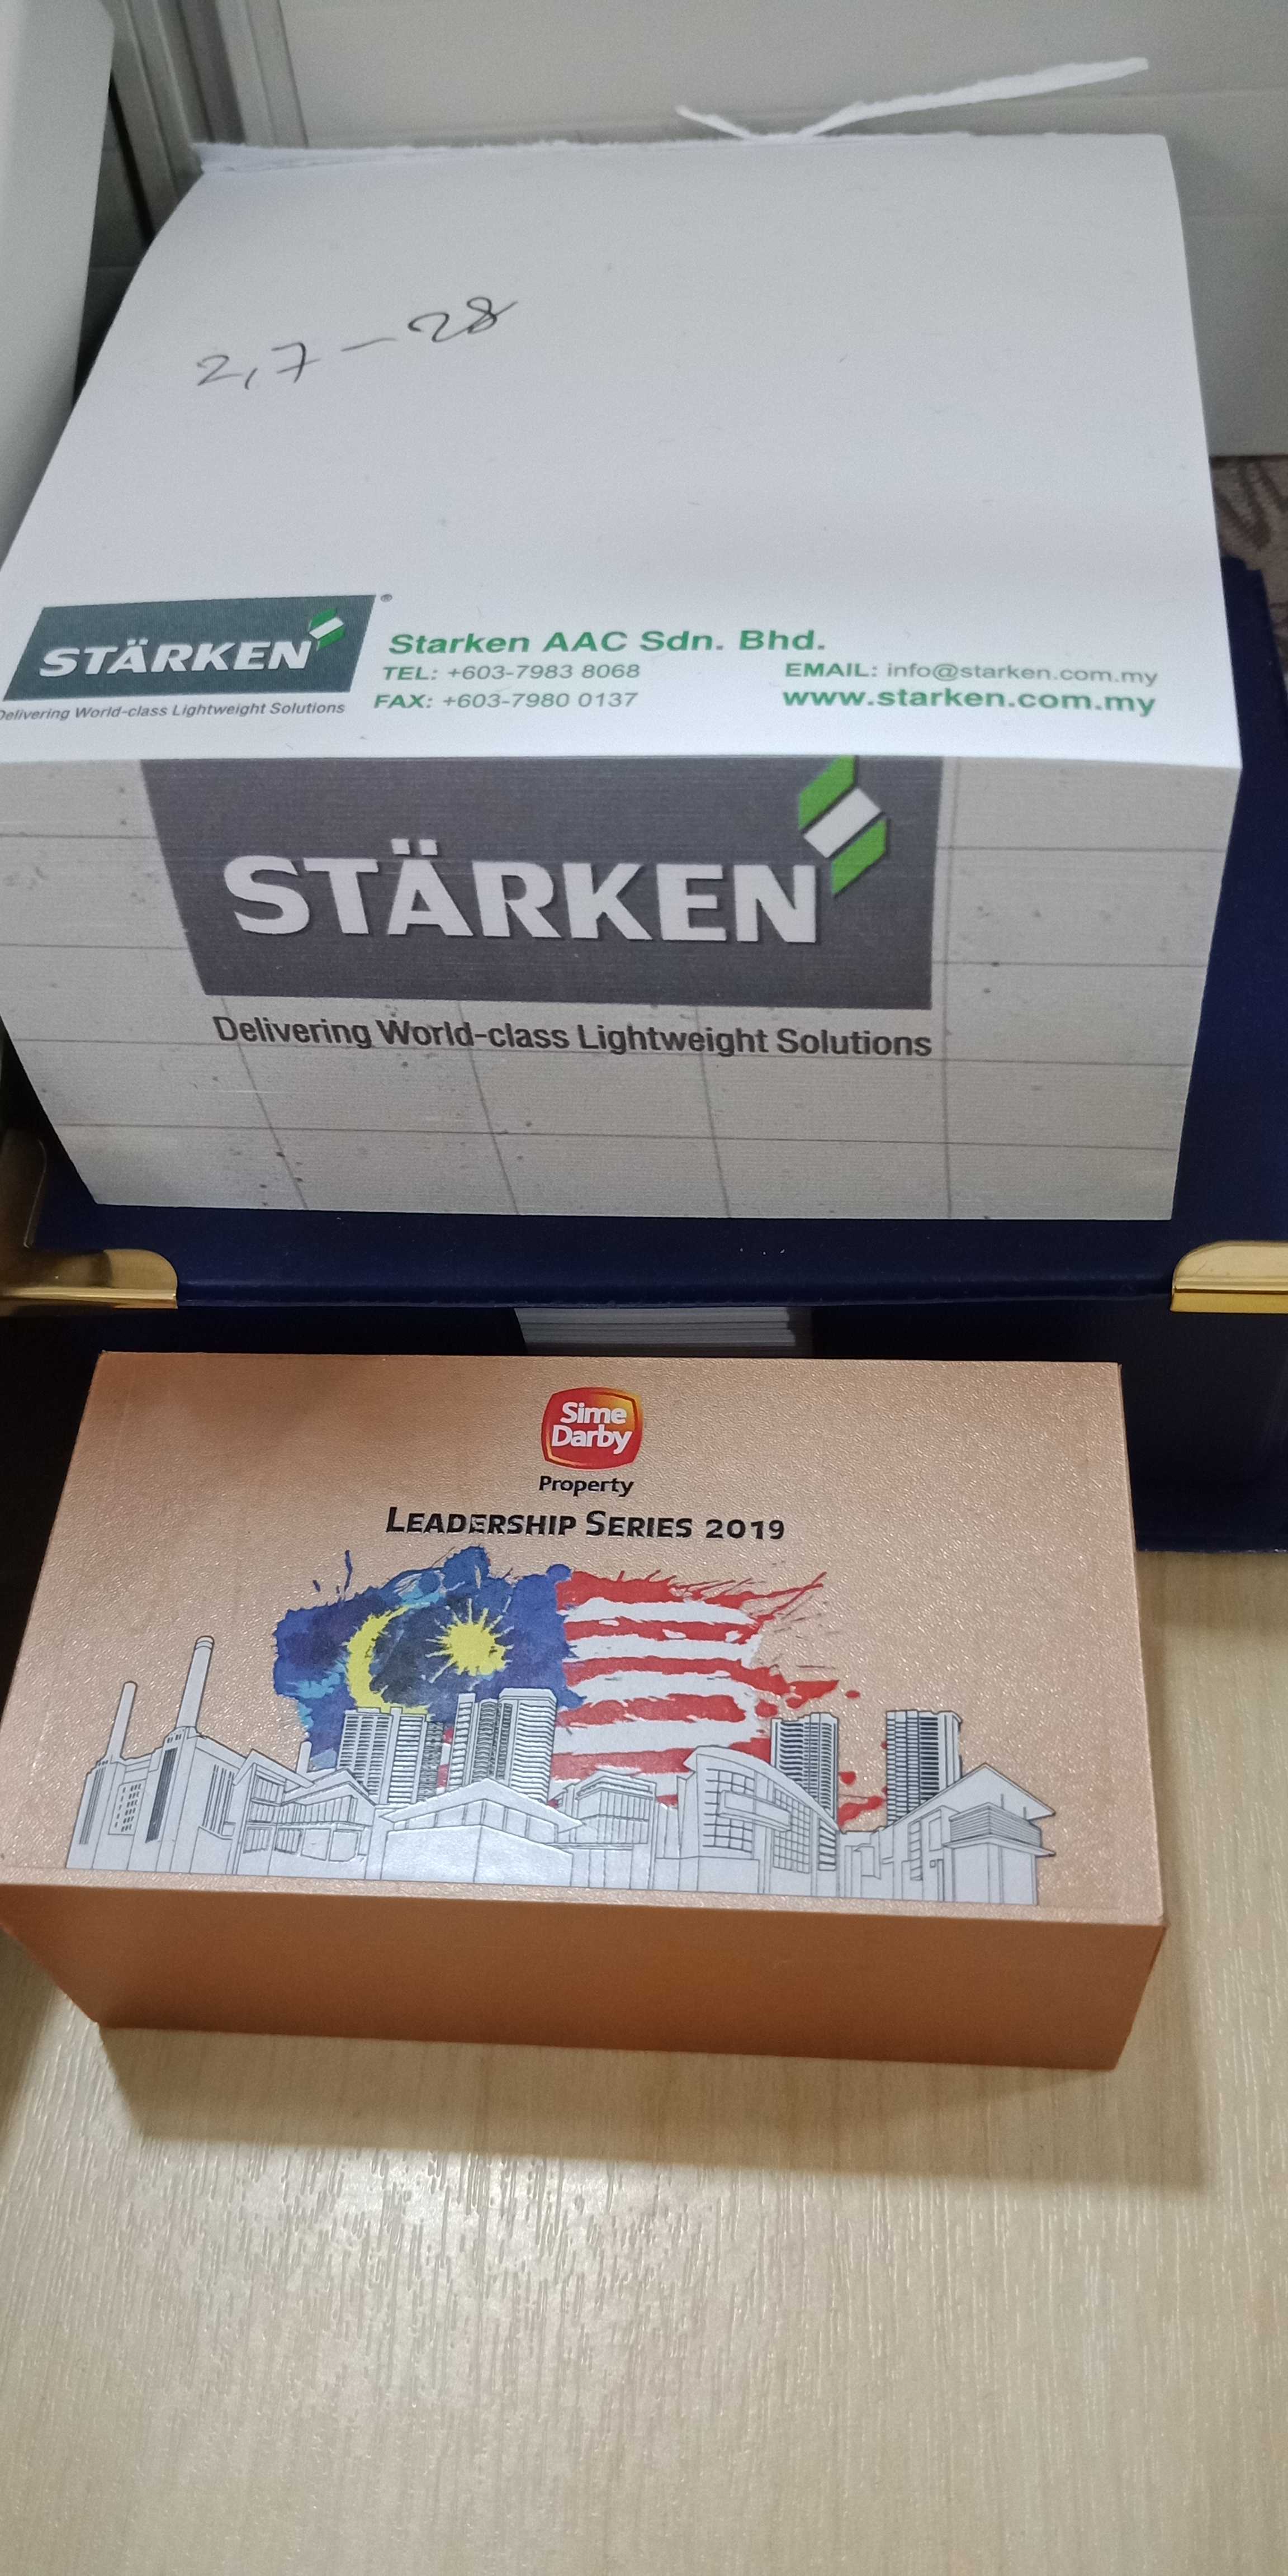 2,7 - 28
STÄRKEN®
Delivering World-class Lightweight Solutions
Starken AAC Sdn. Bhd.
TEL: +603-7983 8068
FAX: +603-7980 0137
EMAIL: info@starken.com.my
www.starken.com.my
STÄRKEN
Delivering World-class Lightweight Solutions
Sime
Darby
Property
LEADERSHIP SERIES 2019